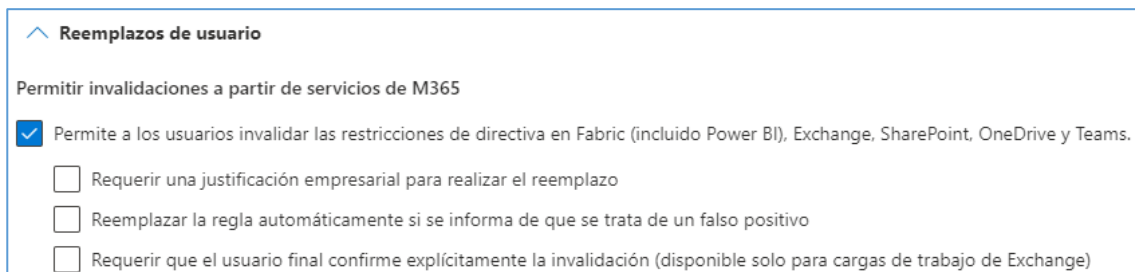 Reemplazos de usuario
Permitir invalidaciones a partir de servicios de M365
Permite a los usuarios invalidar las restricciones de directiva en Fabric (incluido Power BI), Exchange, SharePoint, OneDrive y Teams.
Requerir una justificación empresarial para realizar el reemplazo
Reemplazar la regla automáticamente si se informa de que se trata de un falso positivo
Requerir que el usuario final confirme explícitamente la invalidación (disponible solo para cargas de trabajo de Exchange)